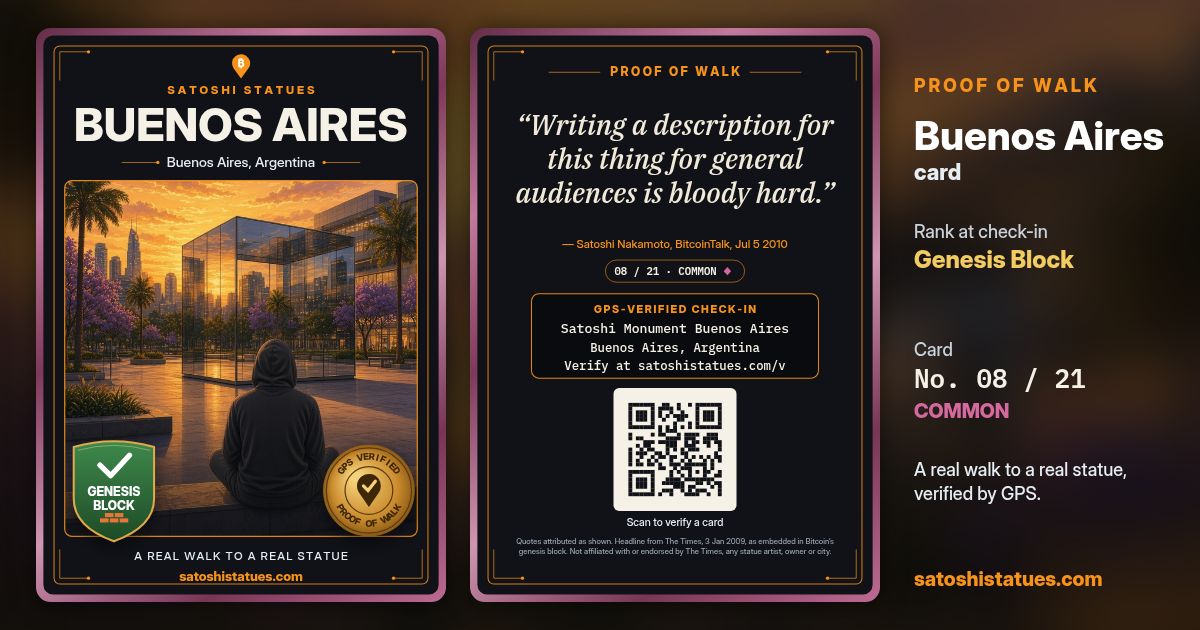 SATOSHI STATUES
BUENOS AIRES
Buenos Aires, Argentina
GENESIS
BLOCK
GPS VERIFIED
PROOF OF WALK
A REAL WALK TO A REAL STATUE
satoshistatues.com
PROOF OF WALK
“Writing a description for
this thing for general
audiences is bloody hard.”
— Satoshi Nakamoto, BitcoinTalk, Jul 5 2010
08 / 21 · COMMON
GPS-VERIFIED CHECK-IN
Satoshi Monument Buenos Aires
Buenos Aires, Argentina
Verify at satoshistatues.com/v
Scan to verify a card
Quotes attributed as shown. Headline from The Times, 3 Jan 2009, as embedded in Bitcoin's
genesis block. Not affiliated with or endorsed by The Times, any statue artist, owner or city.
PROOF OF WALK
Buenos Aires
card
Rank at check-in
Genesis Block
Card
No. 08 / 21
COMMON
A real walk to a real statue,
verified by GPS.
satoshistatues.com